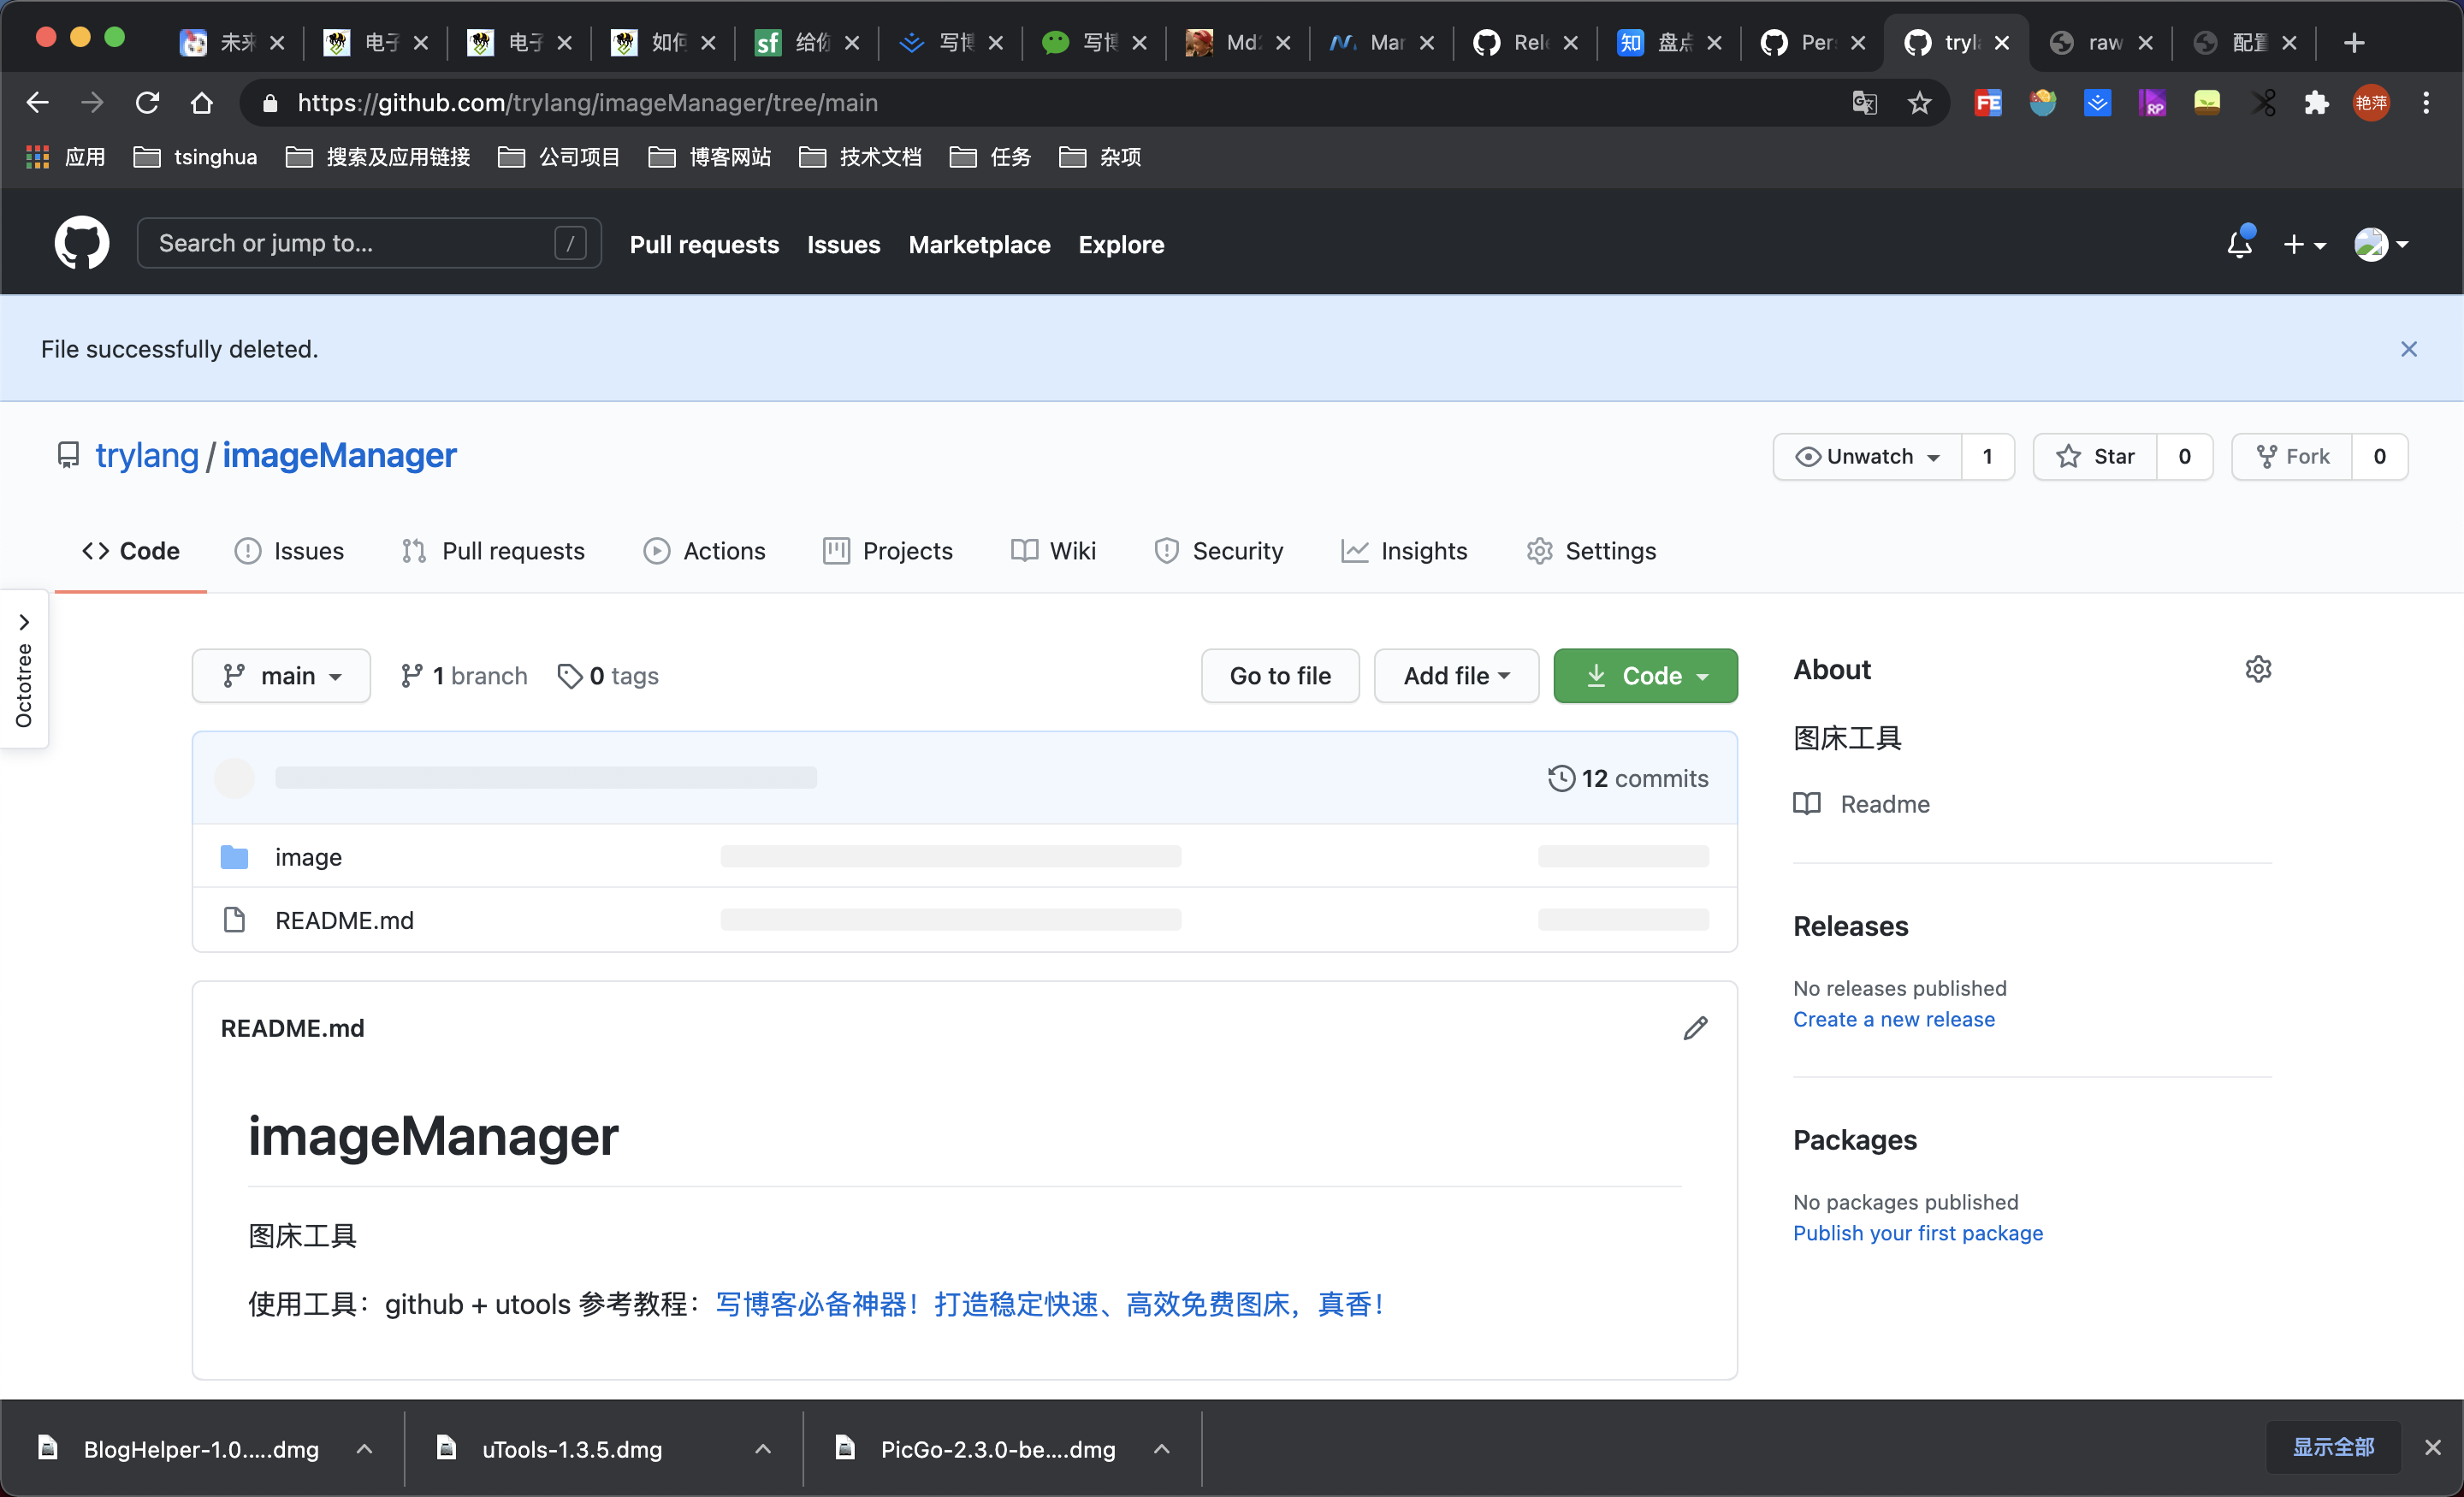 未来
电子
电子
如何
sf
给你
写博
写博
Md2
Mar
Rel
知
盘点
Per
tryla
raw
配置
https://github.com/trylang/imageManager/tree/main
FE
RP
艳萍
应用
tsinghua
搜索及应用链接
公司项目
博客网站
技术文档
任务
杂项
Search or jump to...
/
Pull requests
Issues
Marketplace
Explore
File successfully deleted.
trylang / imageManager
Unwatch 1
Star 0
Fork 0
Code
Issues
Pull requests
Actions
Projects
Wiki
Security
Insights
Settings
Octotree
main
1 branch
0 tags
Go to file
Add file
Code
12 commits
image
README.md
README.md
imageManager
图床工具
使用工具：github + utools 参考教程：写博客必备神器！打造稳定快速、高效免费图床，真香！
About
图床工具
Readme
Releases
No releases published
Create a new release
Packages
No packages published
Publish your first package
BlogHelper-1.0.....dmg
uTools-1.3.5.dmg
PicGo-2.3.0-be....dmg
显示全部